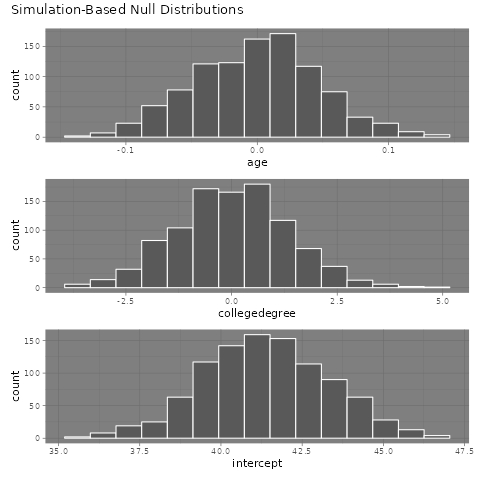 Simulation-Based Null Distributions
150
100
50
0
count
-0.1 0.0 0.1
age
150
100
50
0
count
-2.5 0.0 2.5 5.0
collegedegree
150
100
50
0
count
35.0 37.5 40.0 42.5 45.0 47.5
intercept